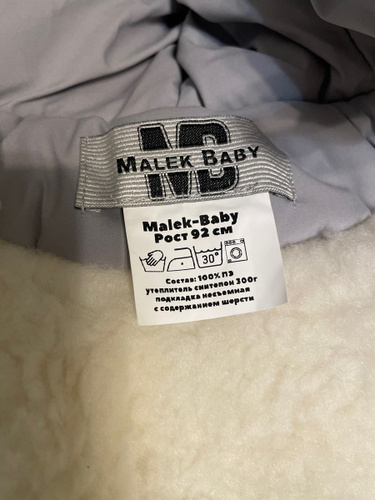 MB
MALEK BABY
Malek-Baby
Рост 92 см
30°
Состав: 100% ПЭ
утеплитель синтепон 300г
подкладка несъемная
с содержанием шерсти